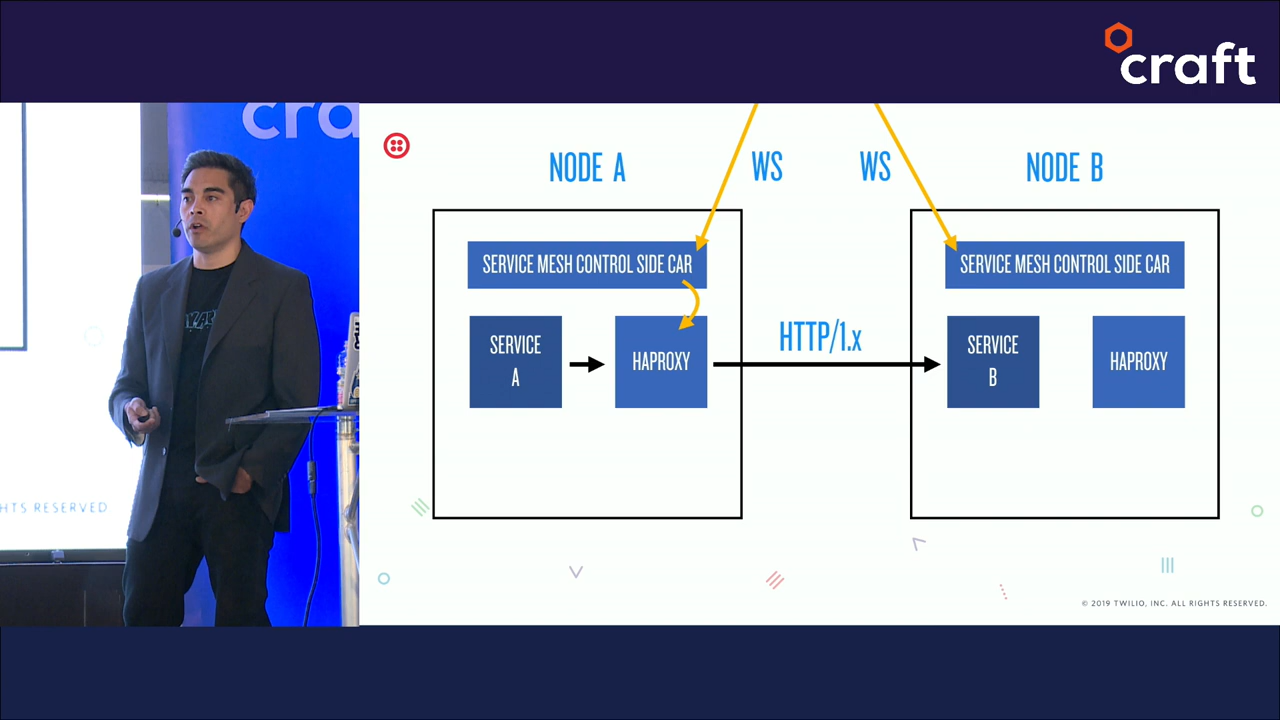 craft
cra
NODE A
WS
WS
NODE B
SERVICE MESH CONTROL SIDE CAR
SERVICE MESH CONTROL SIDE CAR
SERVICE
A
HAPROXY
HTTP/1.x
SERVICE
B
HAPROXY
HTS RESERVED
© 2019 TWILIO, INC. ALL RIGHTS RESERVED.